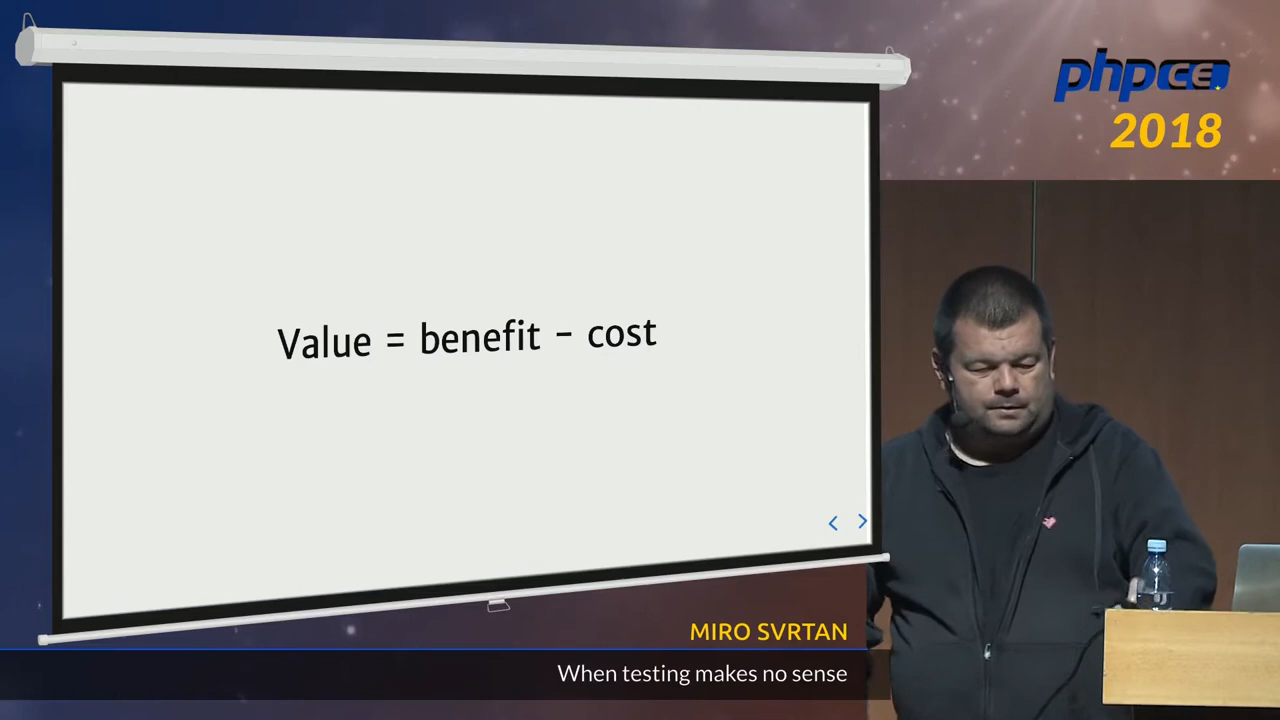 phpce
2018
Value = benefit - cost
< >
MIRO SVRTAN
When testing makes no sense